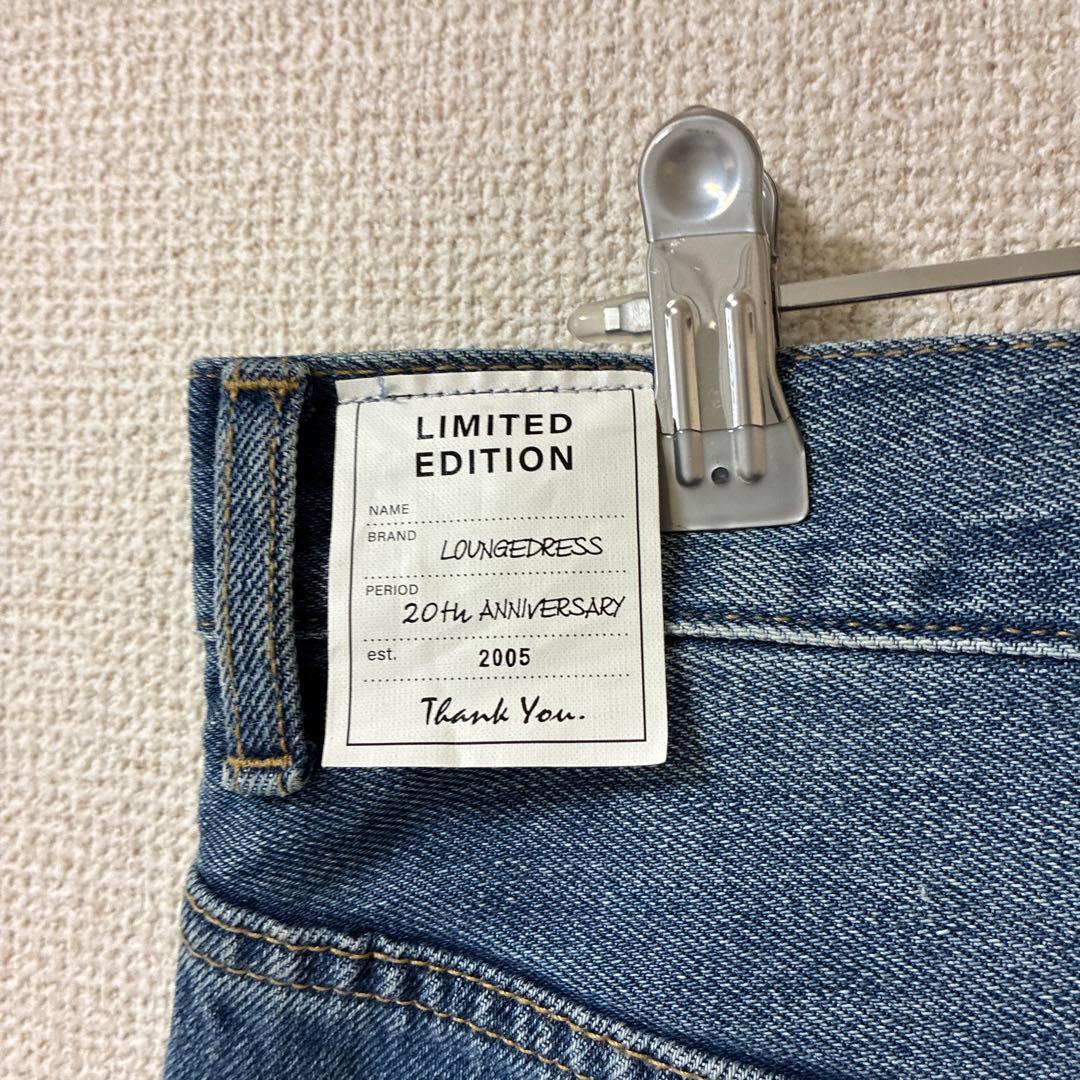 LIMITED
EDITION
NAME
BRAND LOUNGEDRESS
PERIOD 20th ANNIVERSARY
est. 2005
Thank You.